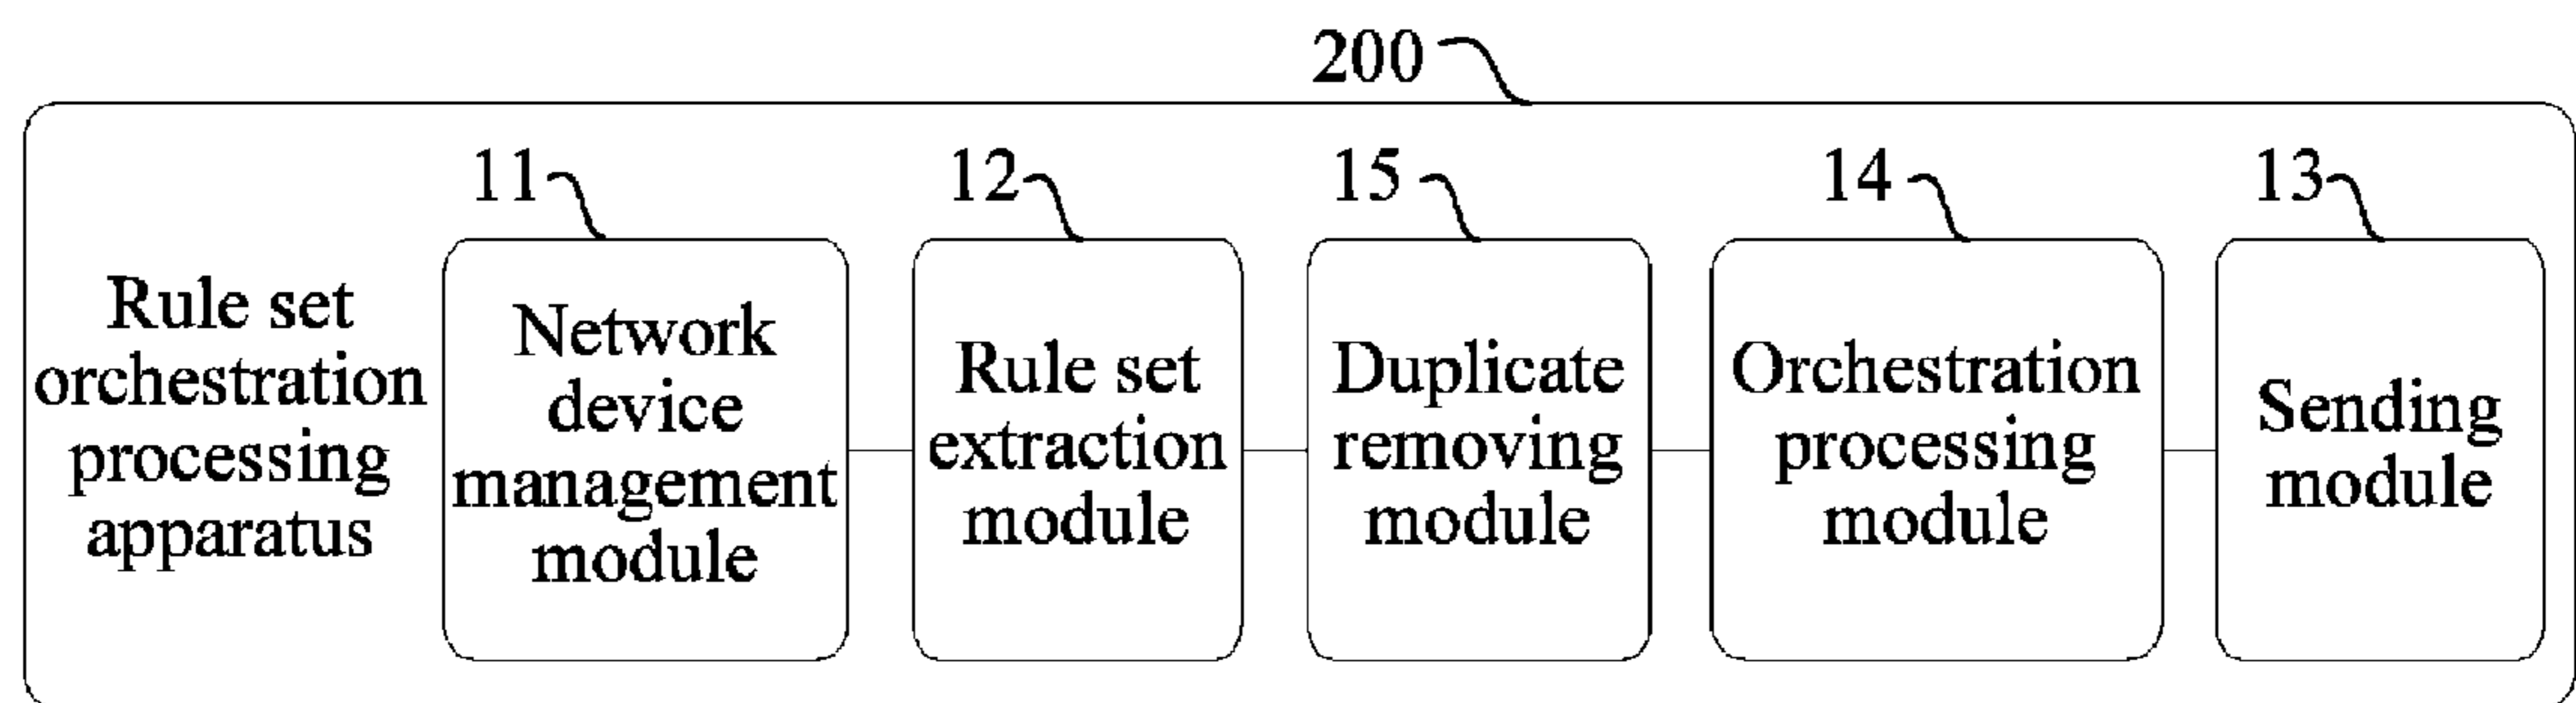 200
11
12
15
14
13
Rule set
orchestration
processing
apparatus
Network
device
management
module
Rule set
extraction
module
Duplicate
removing
module
Orchestration
processing
module
Sending
module